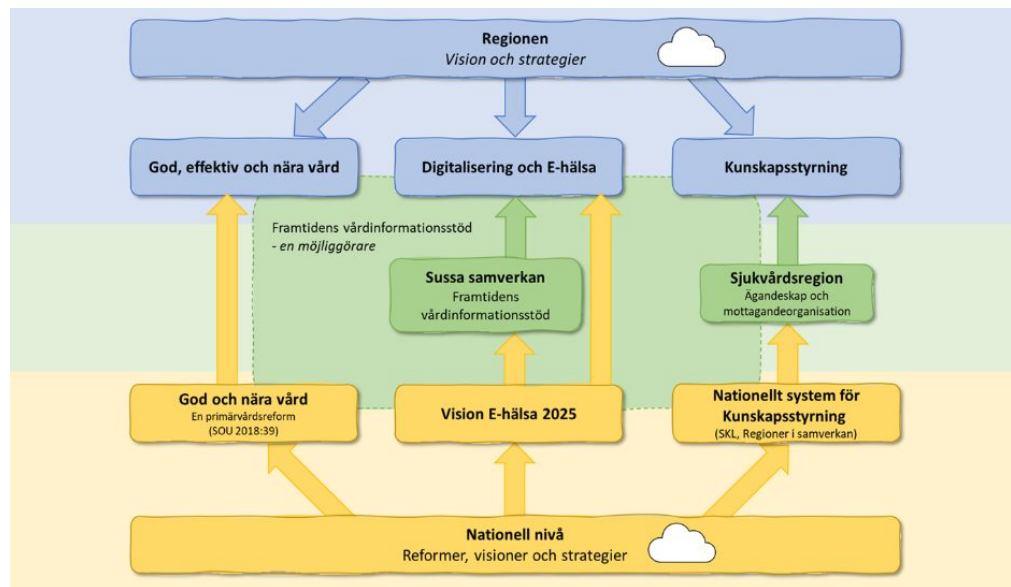 Regionen
Vision och strategier
God, effektiv och nära vård
Digitalisering och E-hälsa
Kunskapsstyrning
Framtidens vårdinformationsstöd
- en möjliggörare
Sussa samverkan
Framtidens
vårdinformationsstöd
Sjukvårdsregion
Ägandeskap och
mottagandeorganisation
God och nära vård
En primärvårdsreform
(SOU 2018:39)
Vision E-hälsa 2025
Nationellt system för
Kunskapsstyrning
(SKL, Regioner i samverkan)
Nationell nivå
Reformer, visioner och strategier